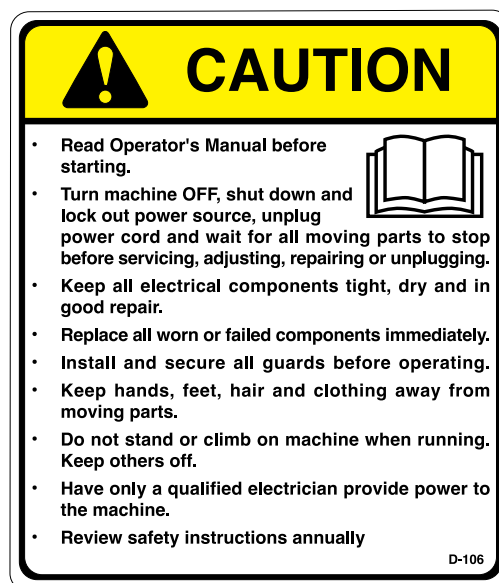 CAUTION
• Read Operator's Manual before
starting.
• Turn machine OFF, shut down and
lock out power source, unplug
power cord and wait for all moving parts to stop
before servicing, adjusting, repairing or unplugging.
• Keep all electrical components tight, dry and in
good repair.
• Replace all worn or failed components immediately.
• Install and secure all guards before operating.
• Keep hands, feet, hair and clothing away from
moving parts.
• Do not stand or climb on machine when running.
Keep others off.
• Have only a qualified electrician provide power to
the machine.
• Review safety instructions annually
D-106